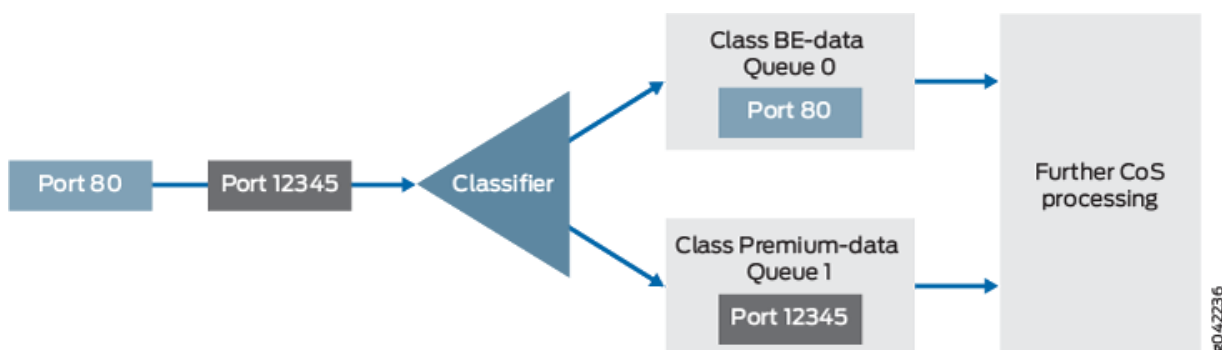 Port 80
Port 12345
Classifier
Class BE-data
Queue 0
Port 80
Class Premium-data
Queue 1
Port 12345
Further CoS
processing
g042236